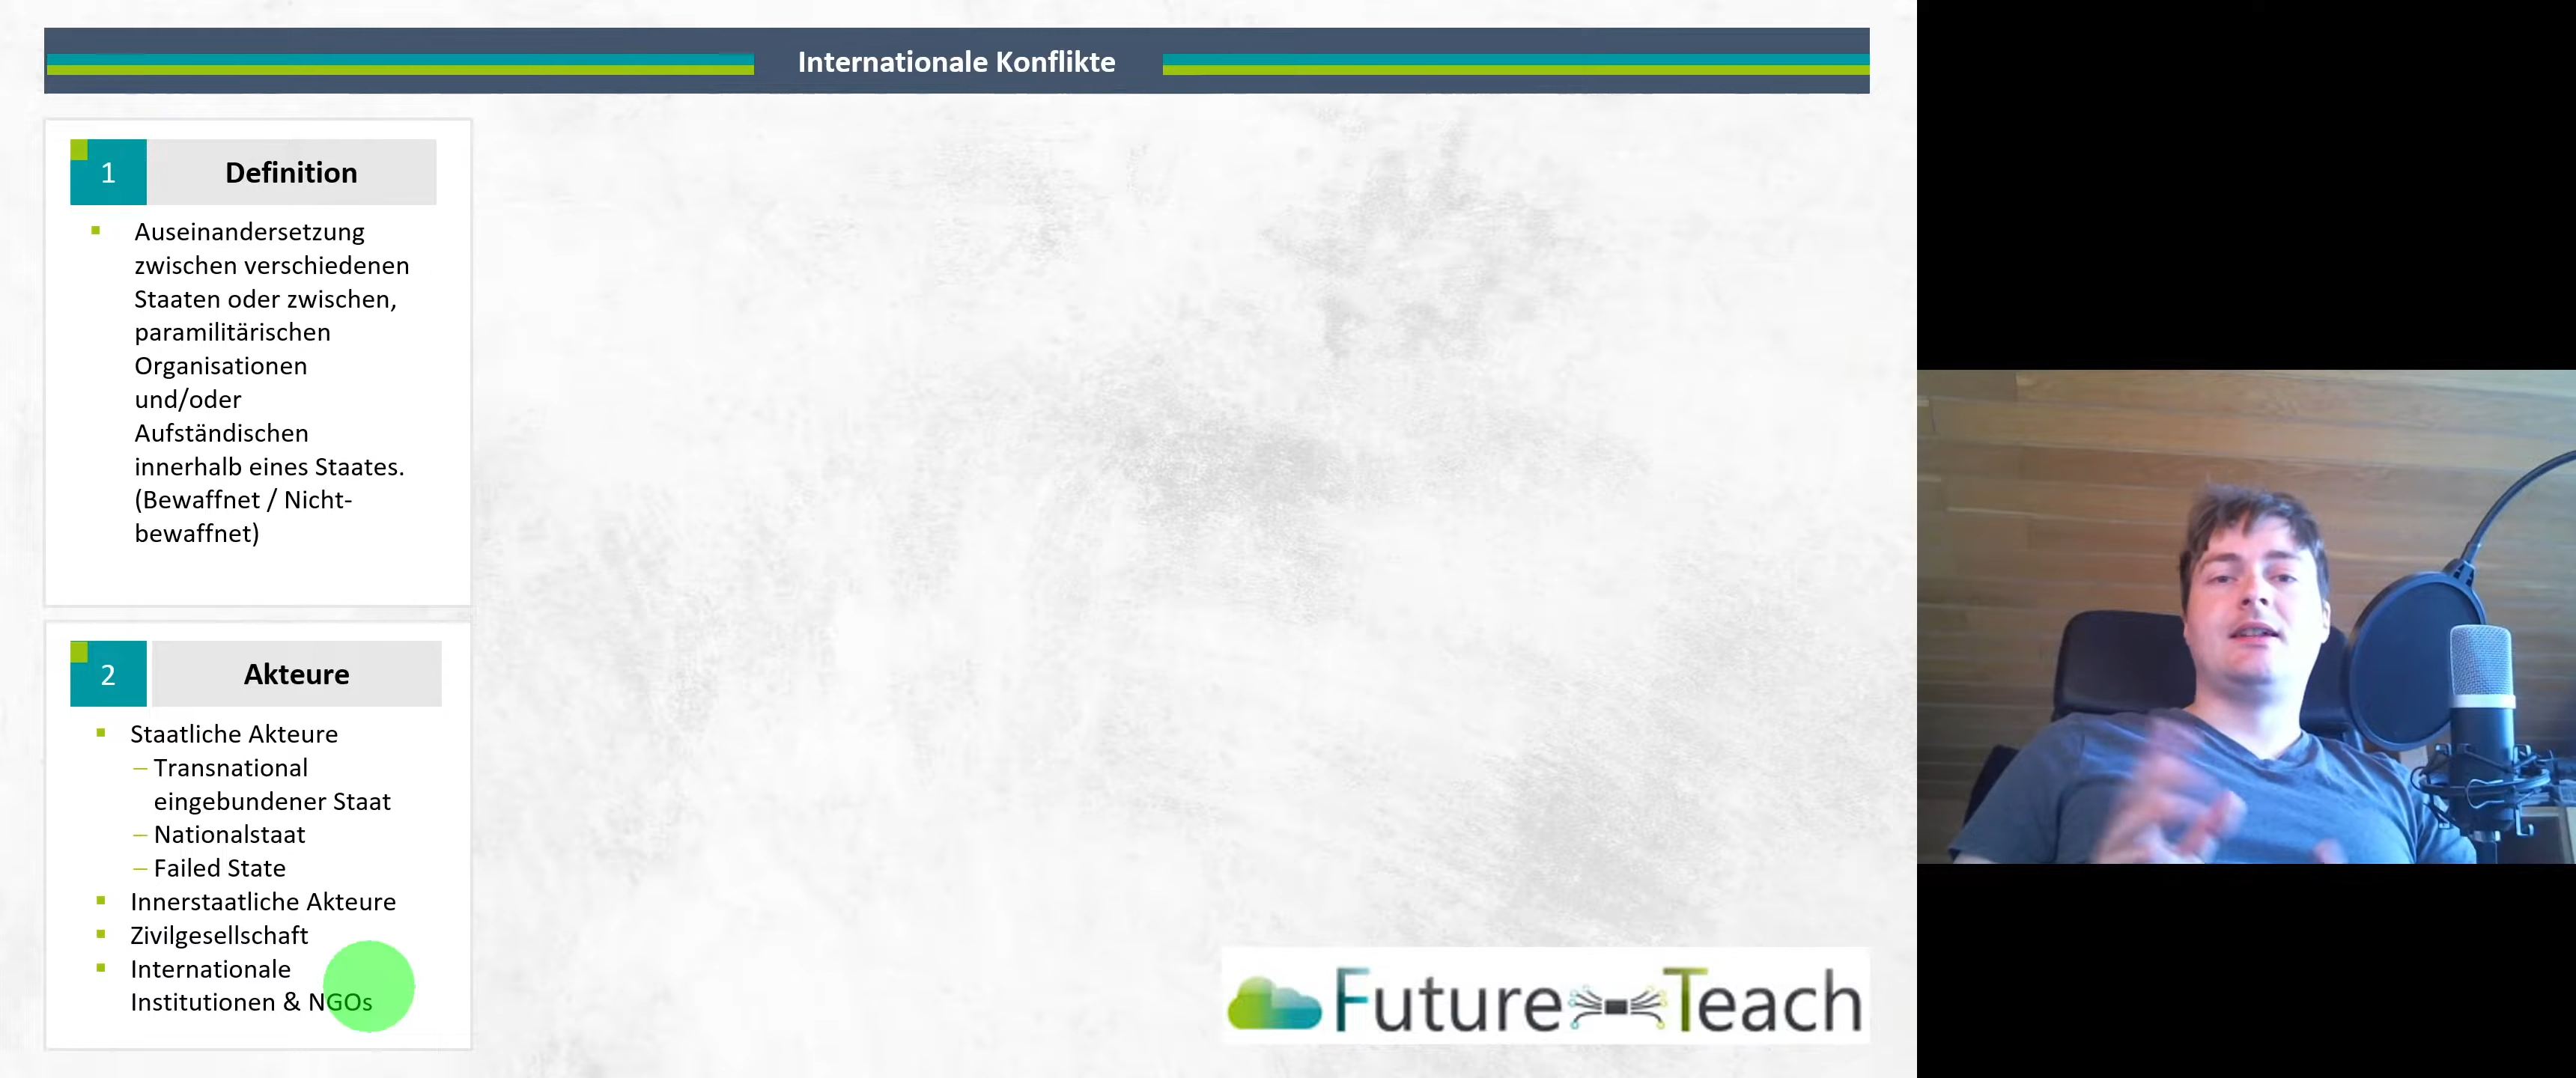 Internationale Konflikte
1
Definition
Auseinandersetzung
zwischen verschiedenen
Staaten oder zwischen,
paramilitärischen
Organisationen
und/oder
Aufständischen
innerhalb eines Staates.
(Bewaffnet / Nicht-
bewaffnet)
2
Akteure
Staatliche Akteure
– Transnational
eingebundener Staat
– Nationalstaat
– Failed State
Innerstaatliche Akteure
Zivilgesellschaft
Internationale
Institutionen & NGOs
Future Teach